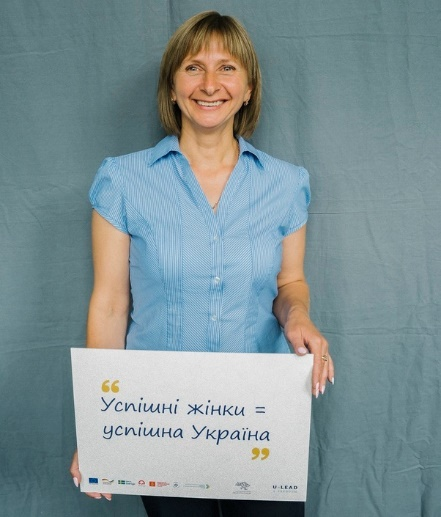 “
Успішні жінки =
успішна Україна
”
U-LEAD